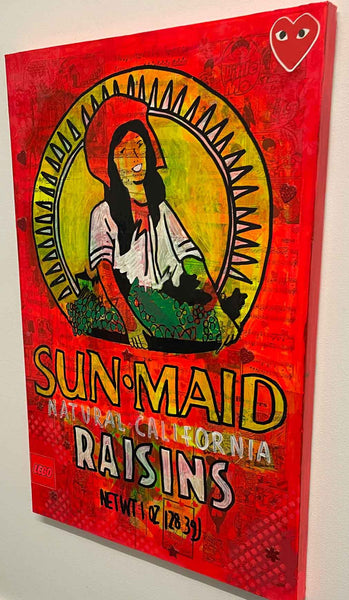 SUN•MAID
NATURAL CALIFORNIA
RAISINS
NET WT 1 OZ (28.3g)